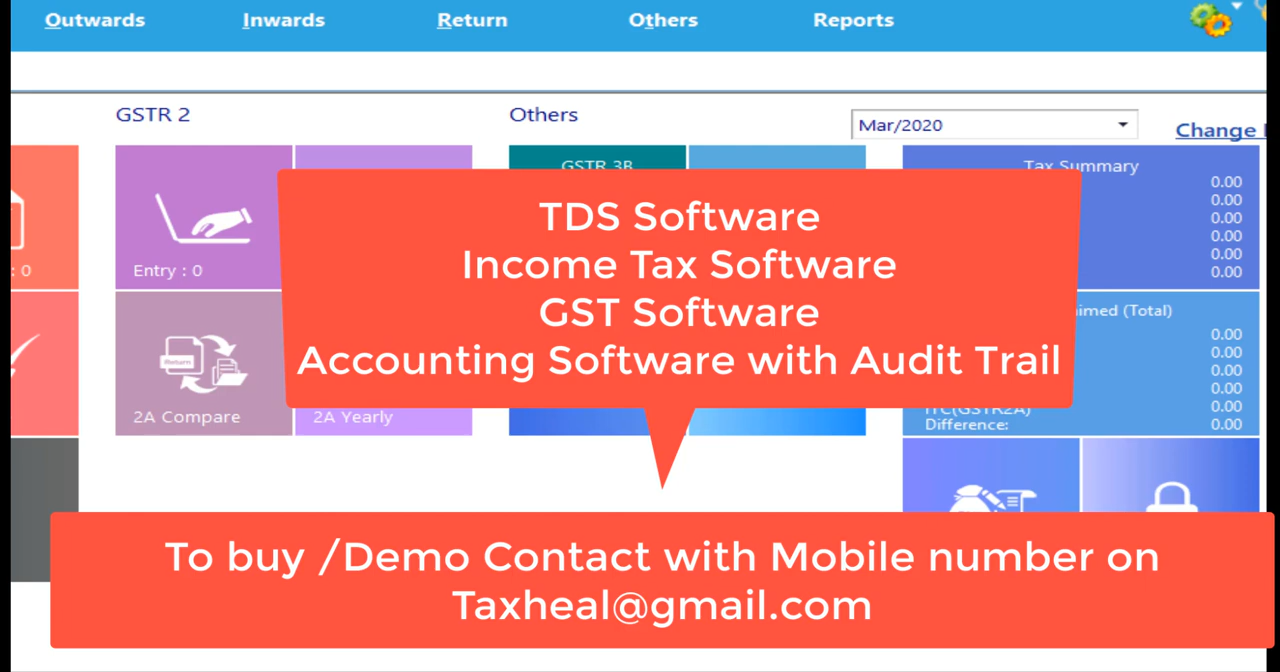 Outwards
Inwards
Return
Others
Reports
GSTR 2
Others
Mar/2020
Change
GSTR 3B
Tax Summary
0.00
0.00
0.00
0.00
0.00
0.00
: 0
Entry : 0
TDS Software
Income Tax Software
GST Software
Accounting Software with Audit Trail
(Total)
0.00
0.00
0.00
0.00
ITC(GSTR2A)
0.00
Difference:
0.00
Return
2A Compare
2A Yearly
To buy /Demo Contact with Mobile number on
Taxheal@gmail.com